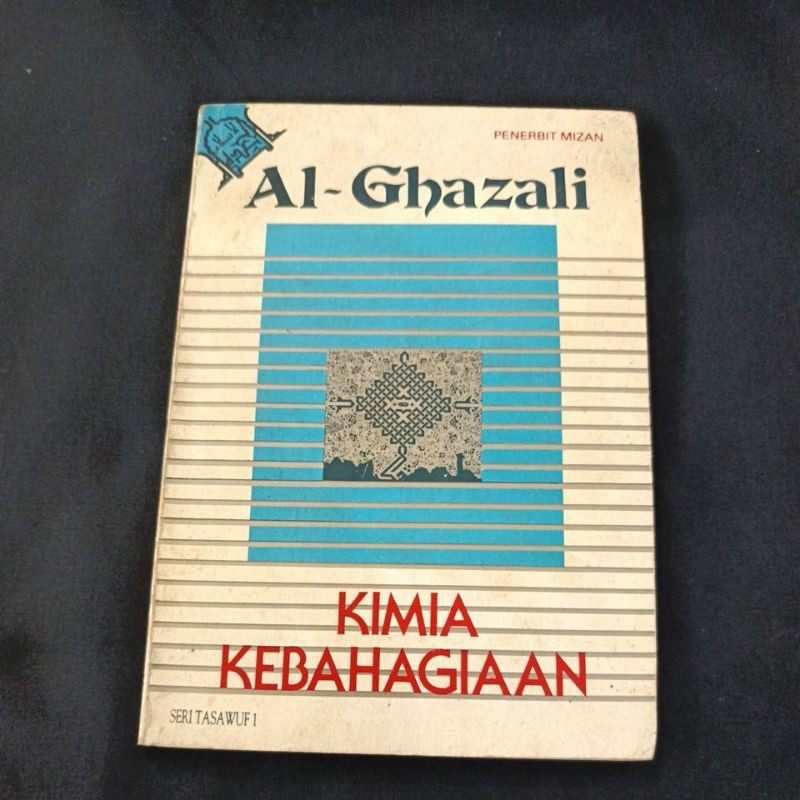 PENERBIT MIZAN
Al-Ghazali
KIMIA
KEBAHAGIAAN
SERI TASAWUF 1